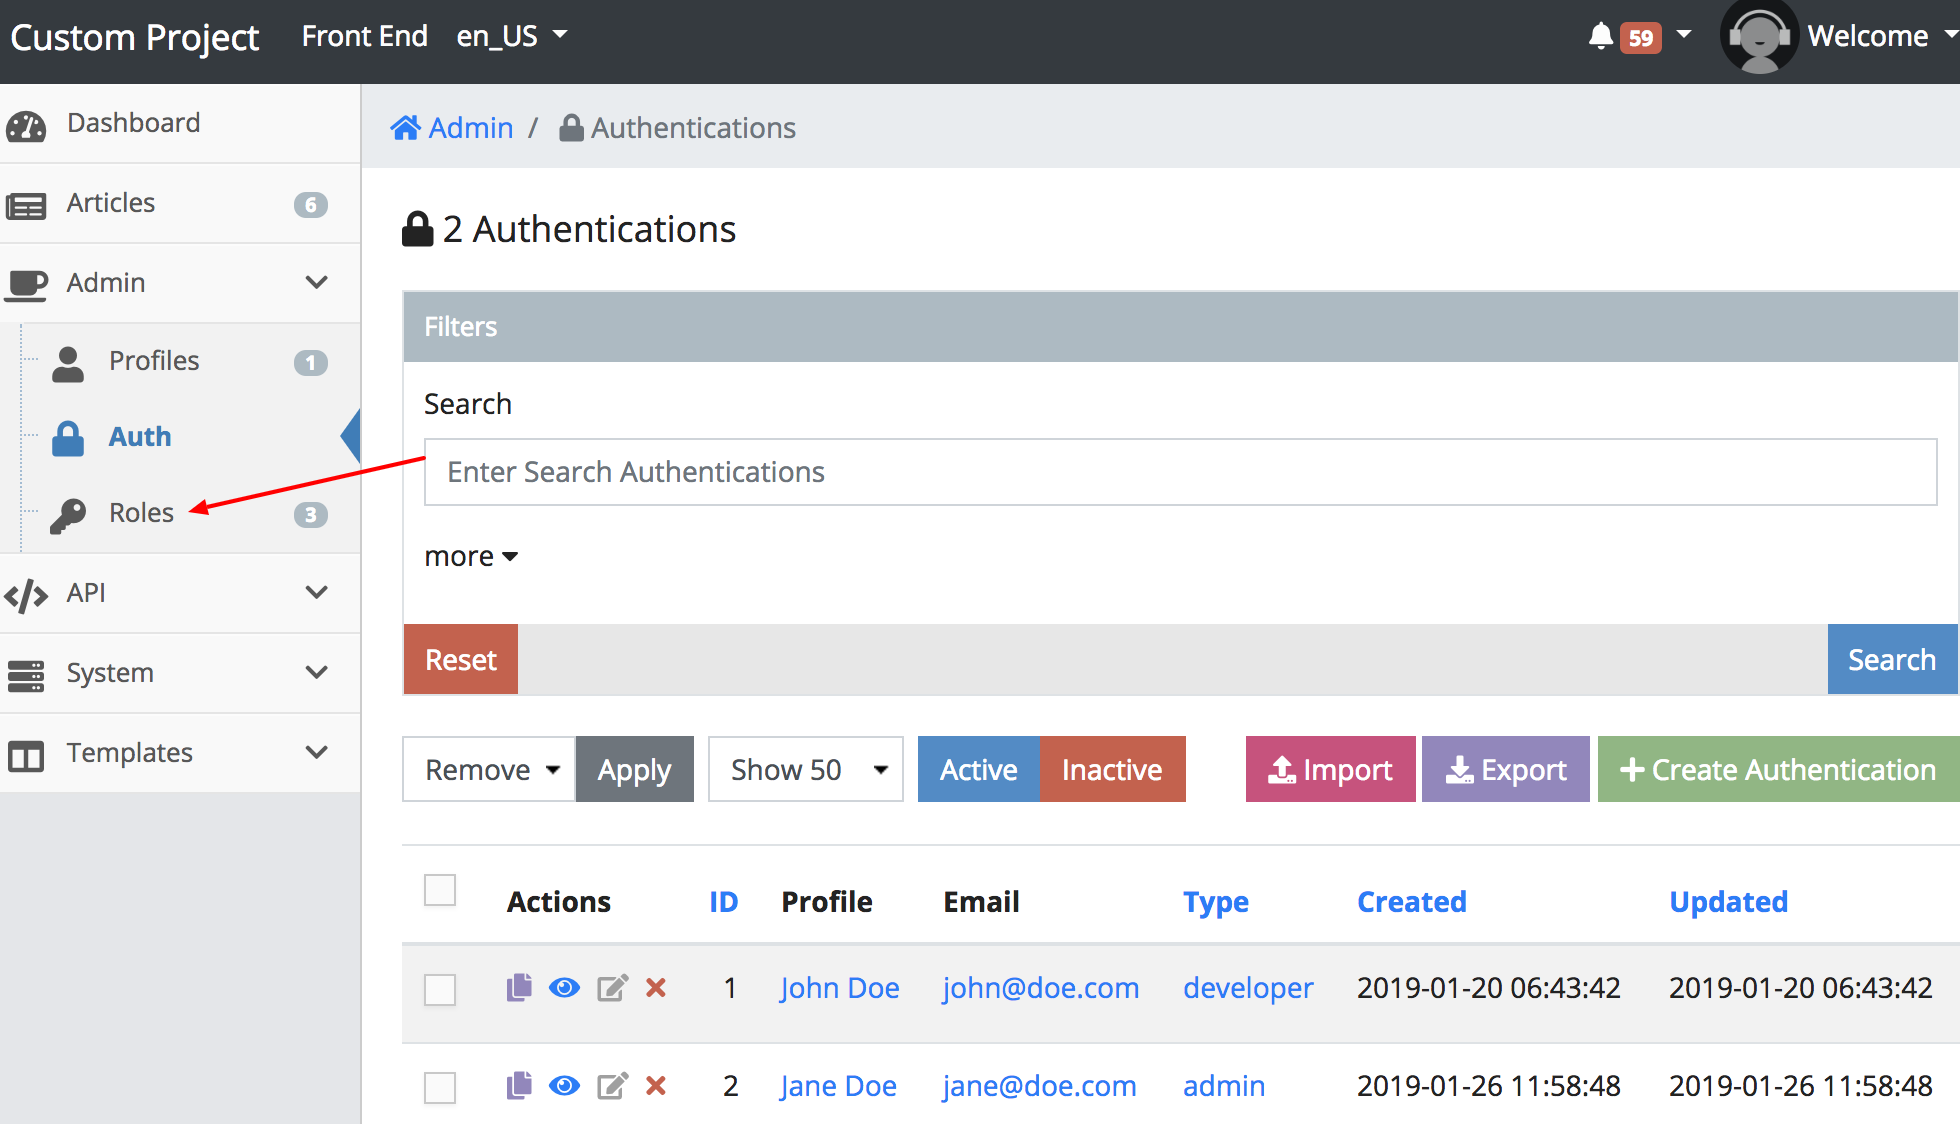 Custom Project Front End en_US 59 Welcome
Dashboard
Articles 6
Admin
Profiles 1
Auth
Roles 3
API
System
Templates
Admin / Authentications
2 Authentications
Filters
Search
Enter Search Authentications
more
Reset Search
Remove Apply Show 50 Active Inactive Import Export Create Authentication
Actions ID Profile Email Type Created Updated
1 John Doe john@doe.com developer 2019-01-20 06:43:42 2019-01-20 06:43:42
2 Jane Doe jane@doe.com admin 2019-01-26 11:58:48 2019-01-26 11:58:48